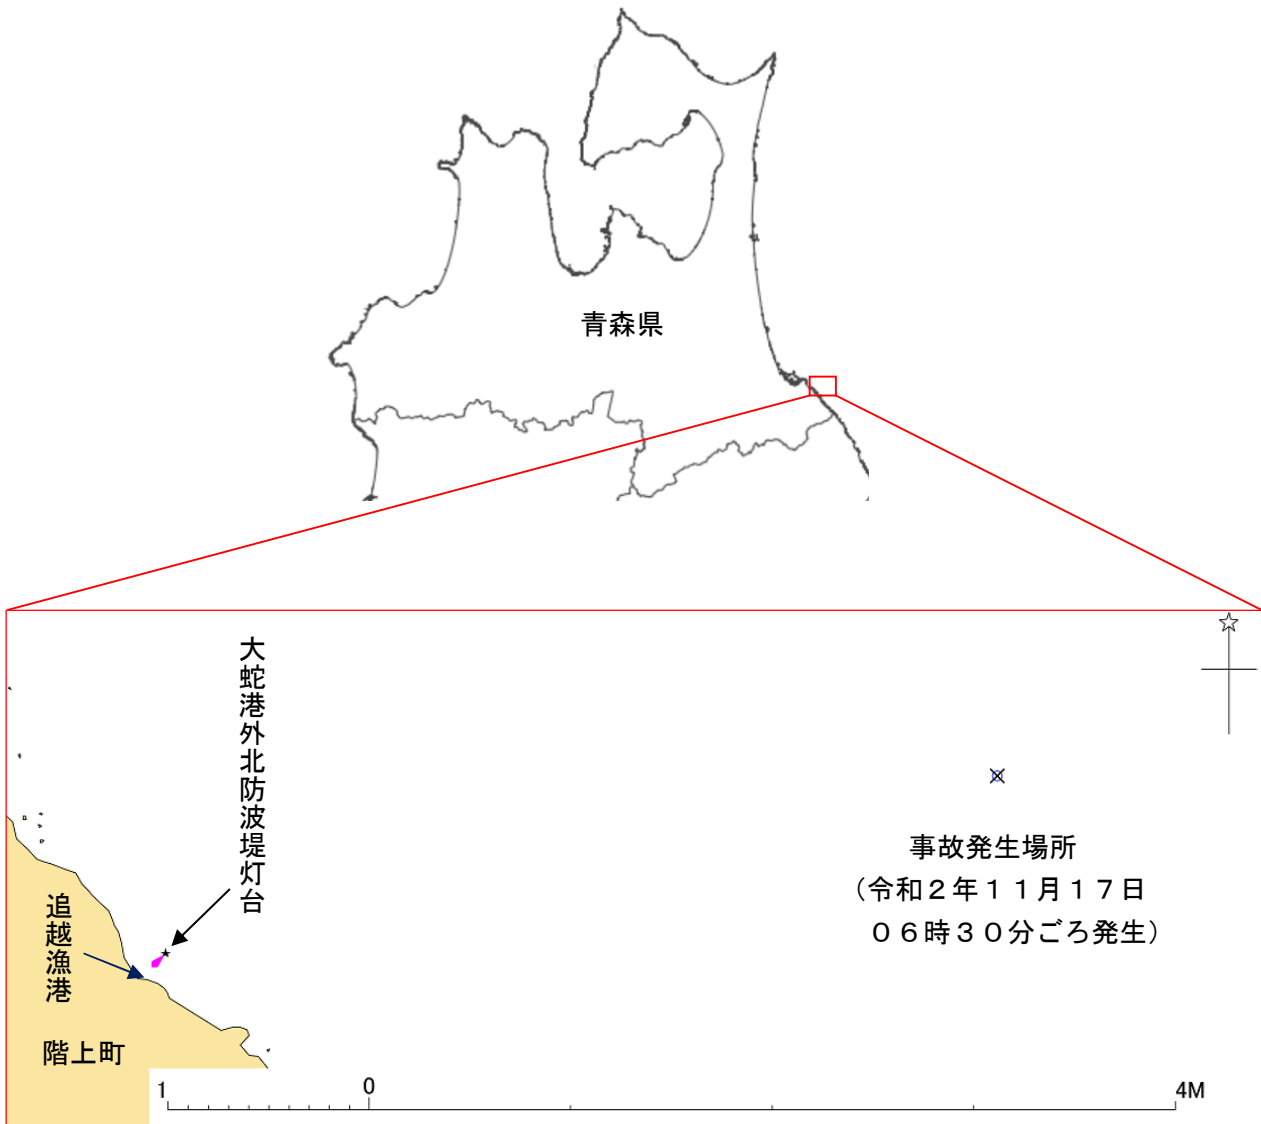 青森県
大蛇港外北防波堤灯台
事故発生場所
（令和２年１１月１７日
０６時３０分ごろ発生）
追越漁港
階上町
1 0 4M